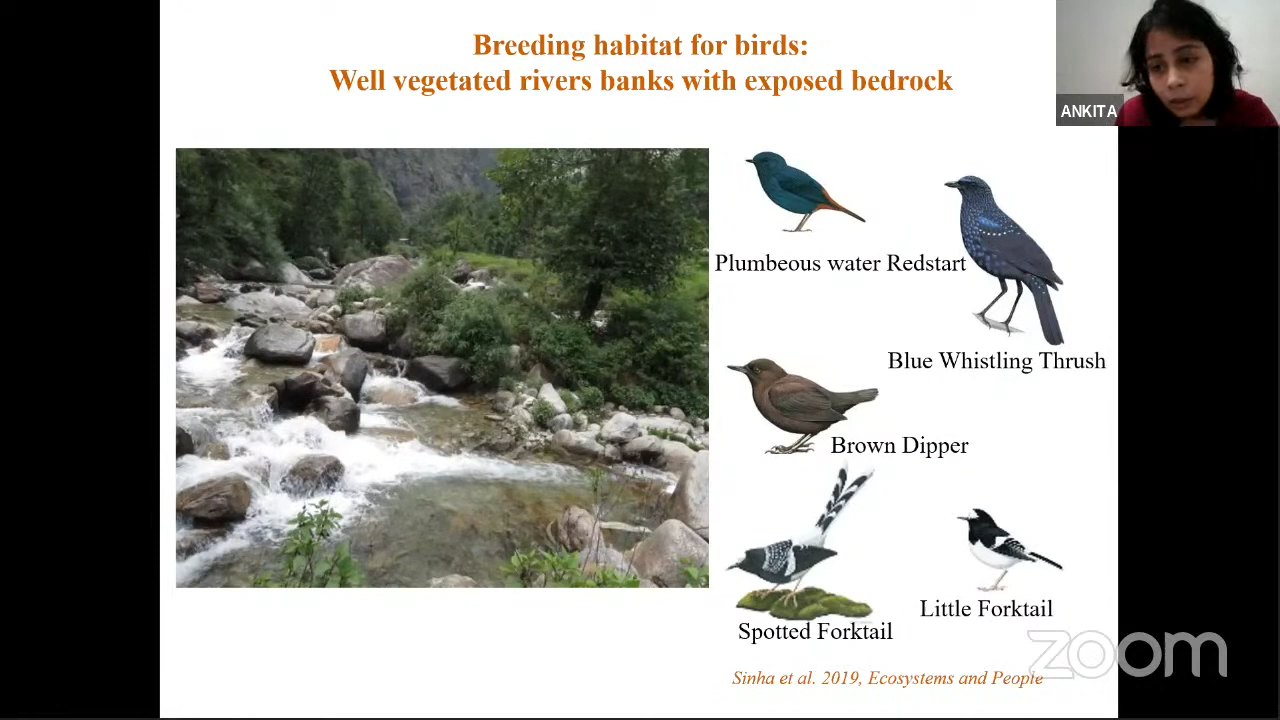 Breeding habitat for birds:
Well vegetated rivers banks with exposed bedrock
ANKITA
Plumbeous water Redstart
Blue Whistling Thrush
Brown Dipper
Little Forktail
Spotted Forktail
zoom
Sinha et al. 2019, Ecosystems and People